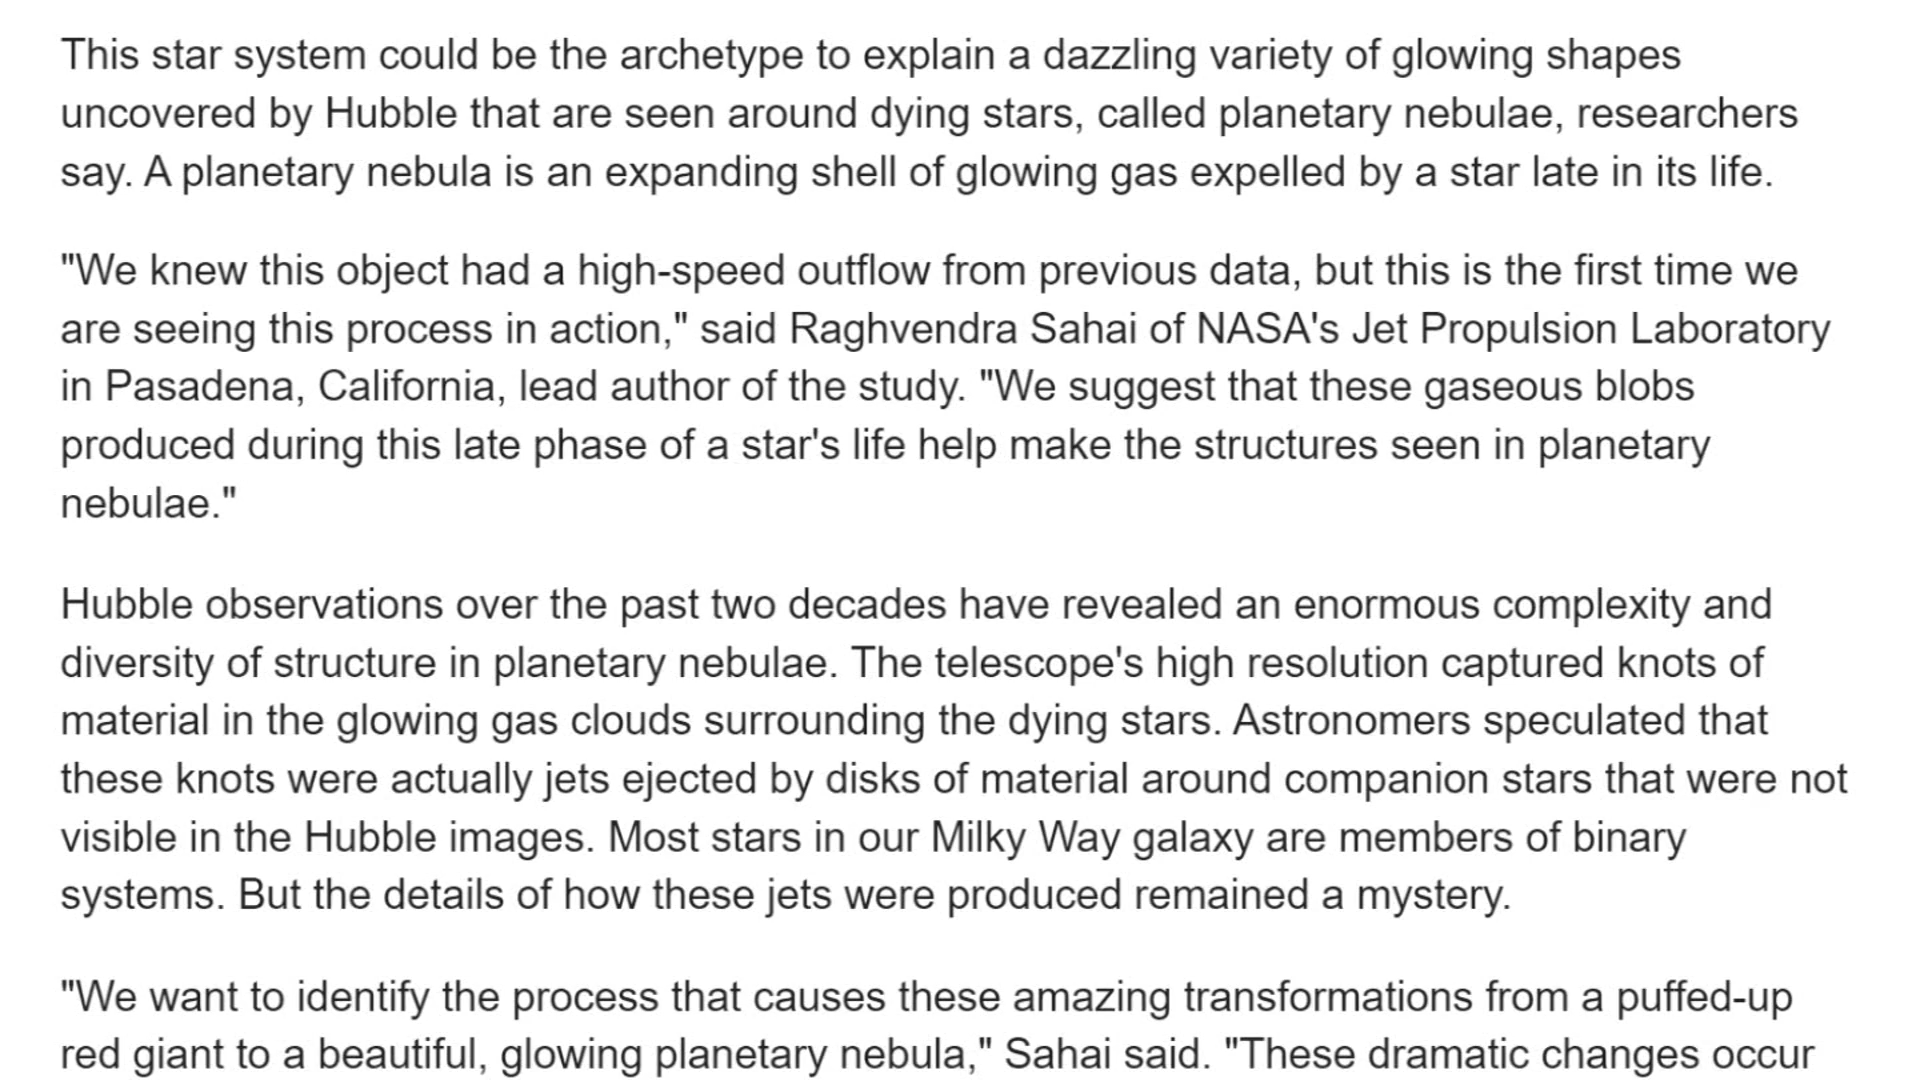 This star system could be the archetype to explain a dazzling variety of glowing shapes
uncovered by Hubble that are seen around dying stars, called planetary nebulae, researchers
say. A planetary nebula is an expanding shell of glowing gas expelled by a star late in its life.
"We knew this object had a high-speed outflow from previous data, but this is the first time we
are seeing this process in action," said Raghvendra Sahai of NASA's Jet Propulsion Laboratory
in Pasadena, California, lead author of the study. "We suggest that these gaseous blobs
produced during this late phase of a star's life help make the structures seen in planetary
nebulae."
Hubble observations over the past two decades have revealed an enormous complexity and
diversity of structure in planetary nebulae. The telescope's high resolution captured knots of
material in the glowing gas clouds surrounding the dying stars. Astronomers speculated that
these knots were actually jets ejected by disks of material around companion stars that were not
visible in the Hubble images. Most stars in our Milky Way galaxy are members of binary
systems. But the details of how these jets were produced remained a mystery.
"We want to identify the process that causes these amazing transformations from a puffed-up
red giant to a beautiful, glowing planetary nebula," Sahai said. "These dramatic changes occur